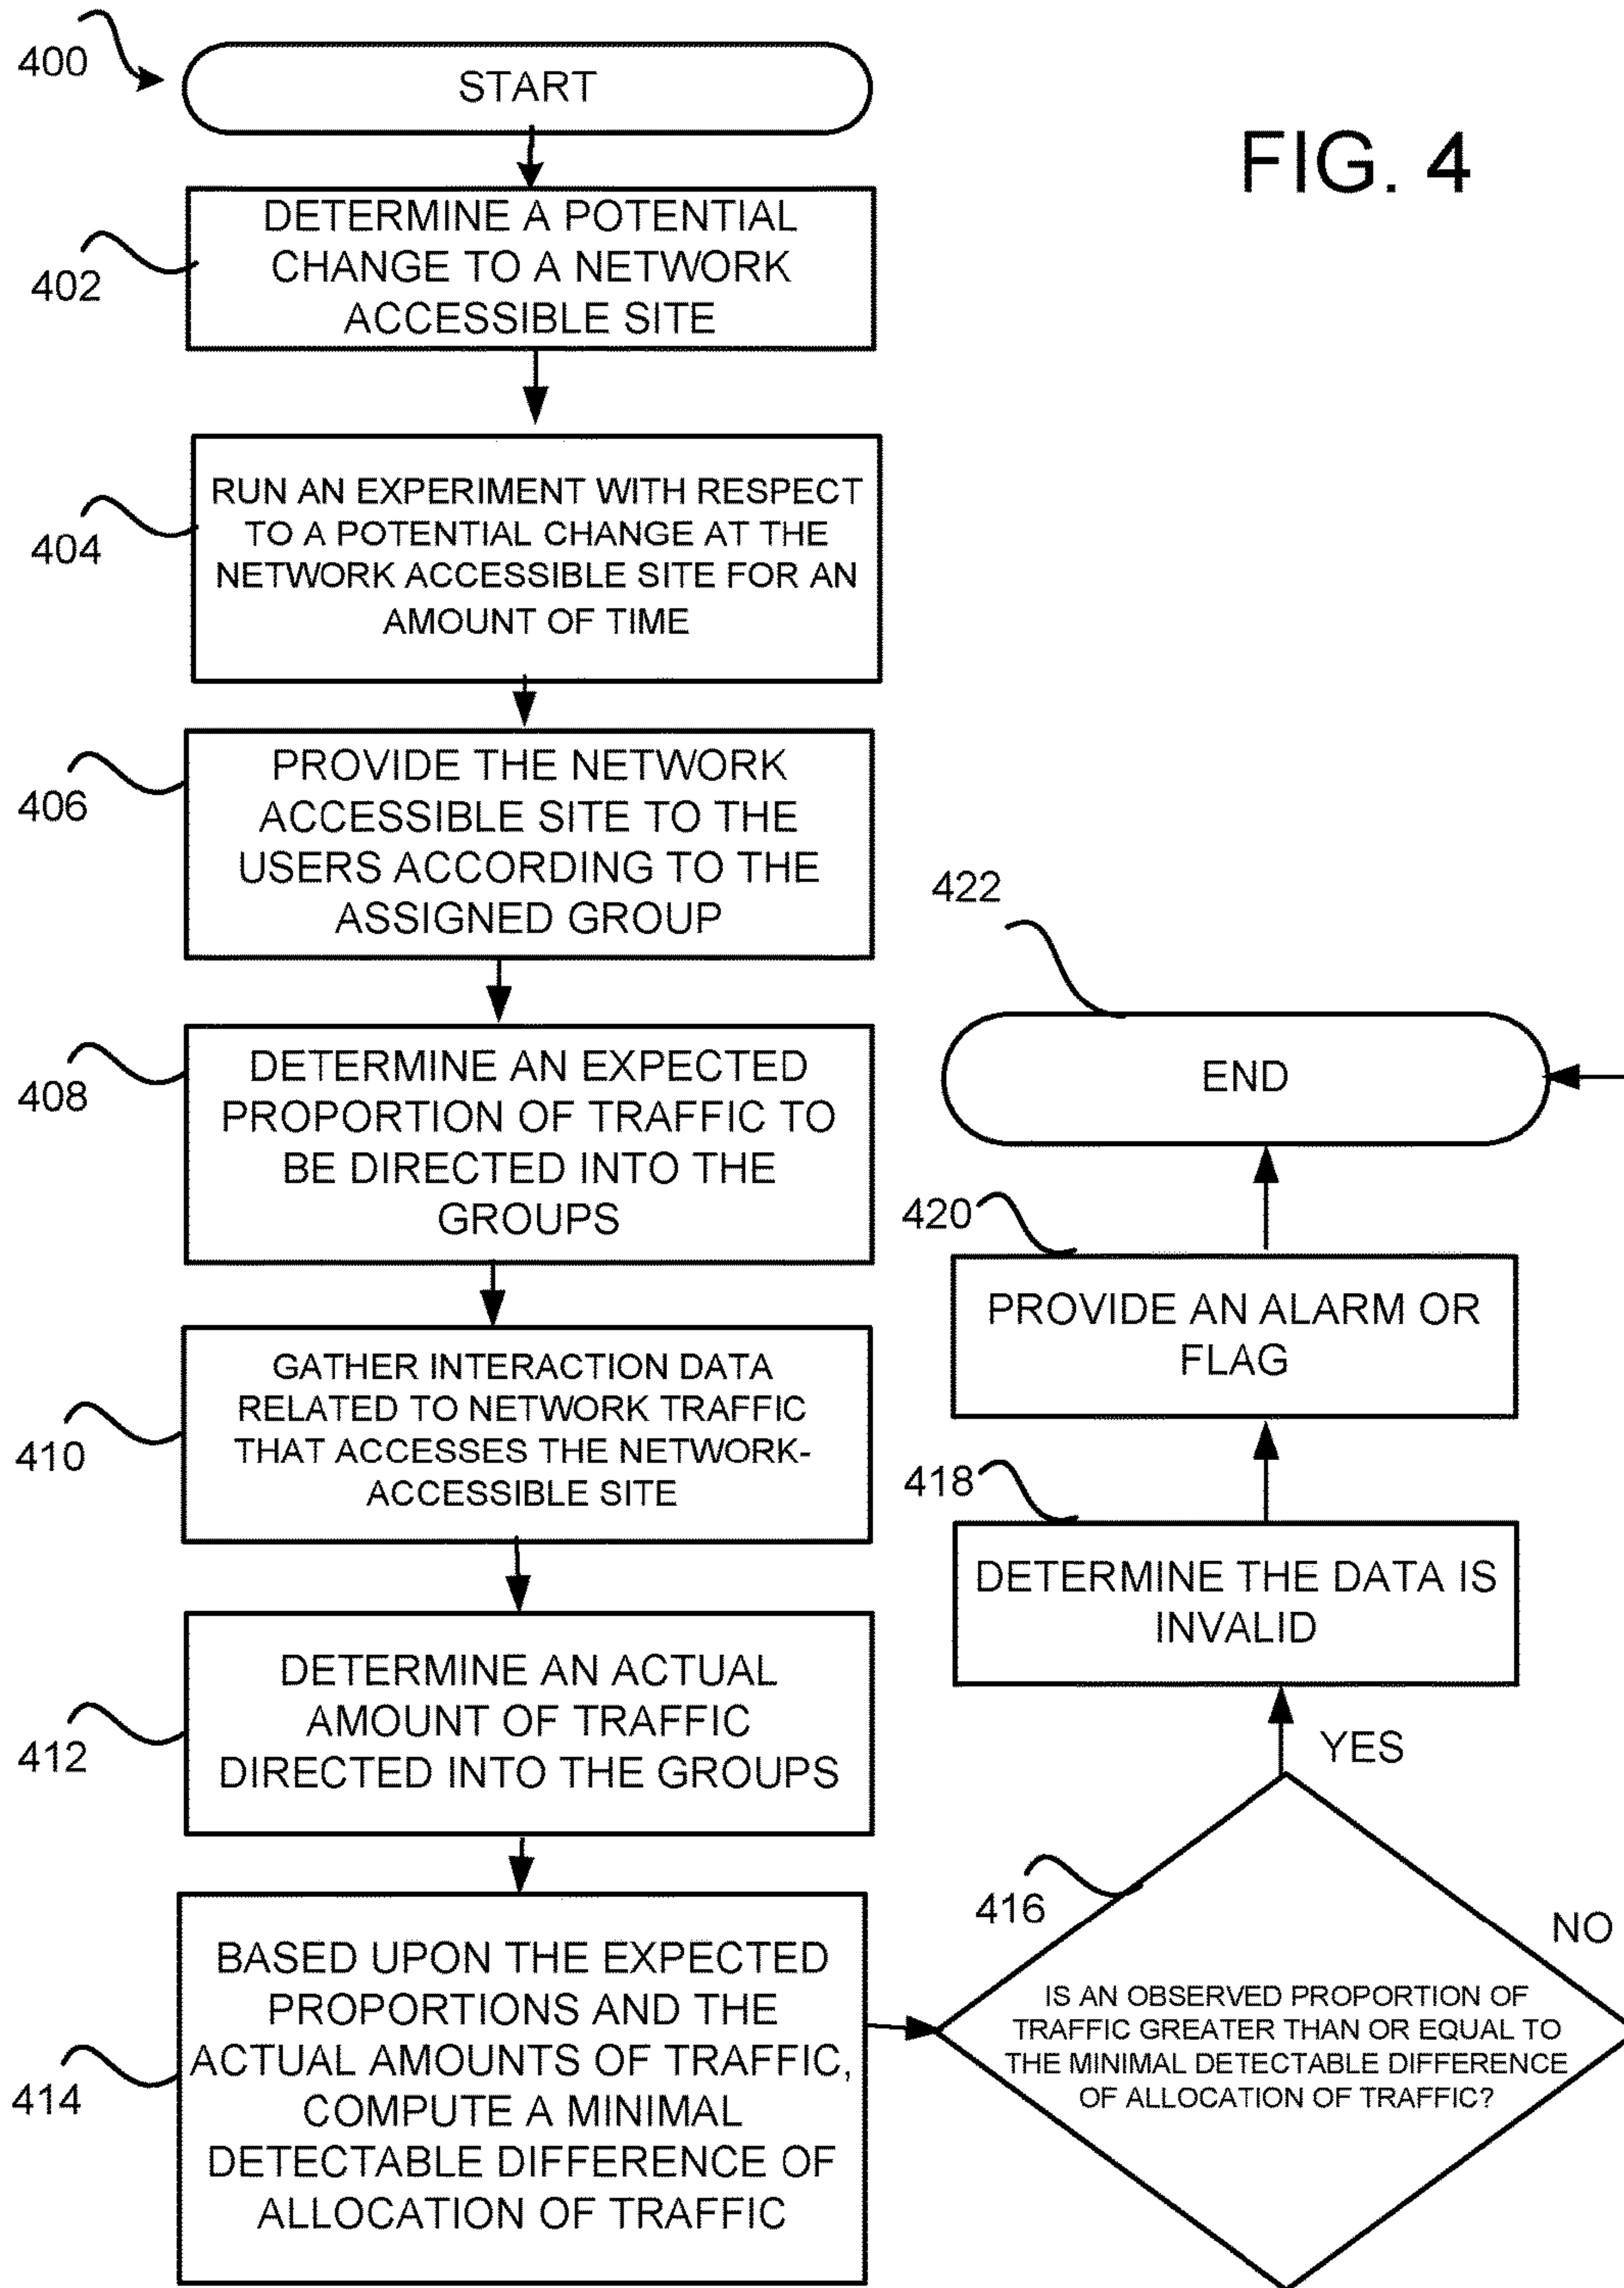 400
START
FIG. 4
402
DETERMINE A POTENTIAL
CHANGE TO A NETWORK
ACCESSIBLE SITE
404
RUN AN EXPERIMENT WITH RESPECT
TO A POTENTIAL CHANGE AT THE
NETWORK ACCESSIBLE SITE FOR AN
AMOUNT OF TIME
406
PROVIDE THE NETWORK
ACCESSIBLE SITE TO THE
USERS ACCORDING TO THE
ASSIGNED GROUP
408
DETERMINE AN EXPECTED
PROPORTION OF TRAFFIC TO
BE DIRECTED INTO THE
GROUPS
410
GATHER INTERACTION DATA
RELATED TO NETWORK TRAFFIC
THAT ACCESSES THE NETWORK-
ACCESSIBLE SITE
412
DETERMINE AN ACTUAL
AMOUNT OF TRAFFIC
DIRECTED INTO THE GROUPS
414
BASED UPON THE EXPECTED
PROPORTIONS AND THE
ACTUAL AMOUNTS OF TRAFFIC,
COMPUTE A MINIMAL
DETECTABLE DIFFERENCE OF
ALLOCATION OF TRAFFIC
416
IS AN OBSERVED PROPORTION OF
TRAFFIC GREATER THAN OR EQUAL TO
THE MINIMAL DETECTABLE DIFFERENCE
OF ALLOCATION OF TRAFFIC?
NO
YES
418
DETERMINE THE DATA IS
INVALID
420
PROVIDE AN ALARM OR
FLAG
422
END